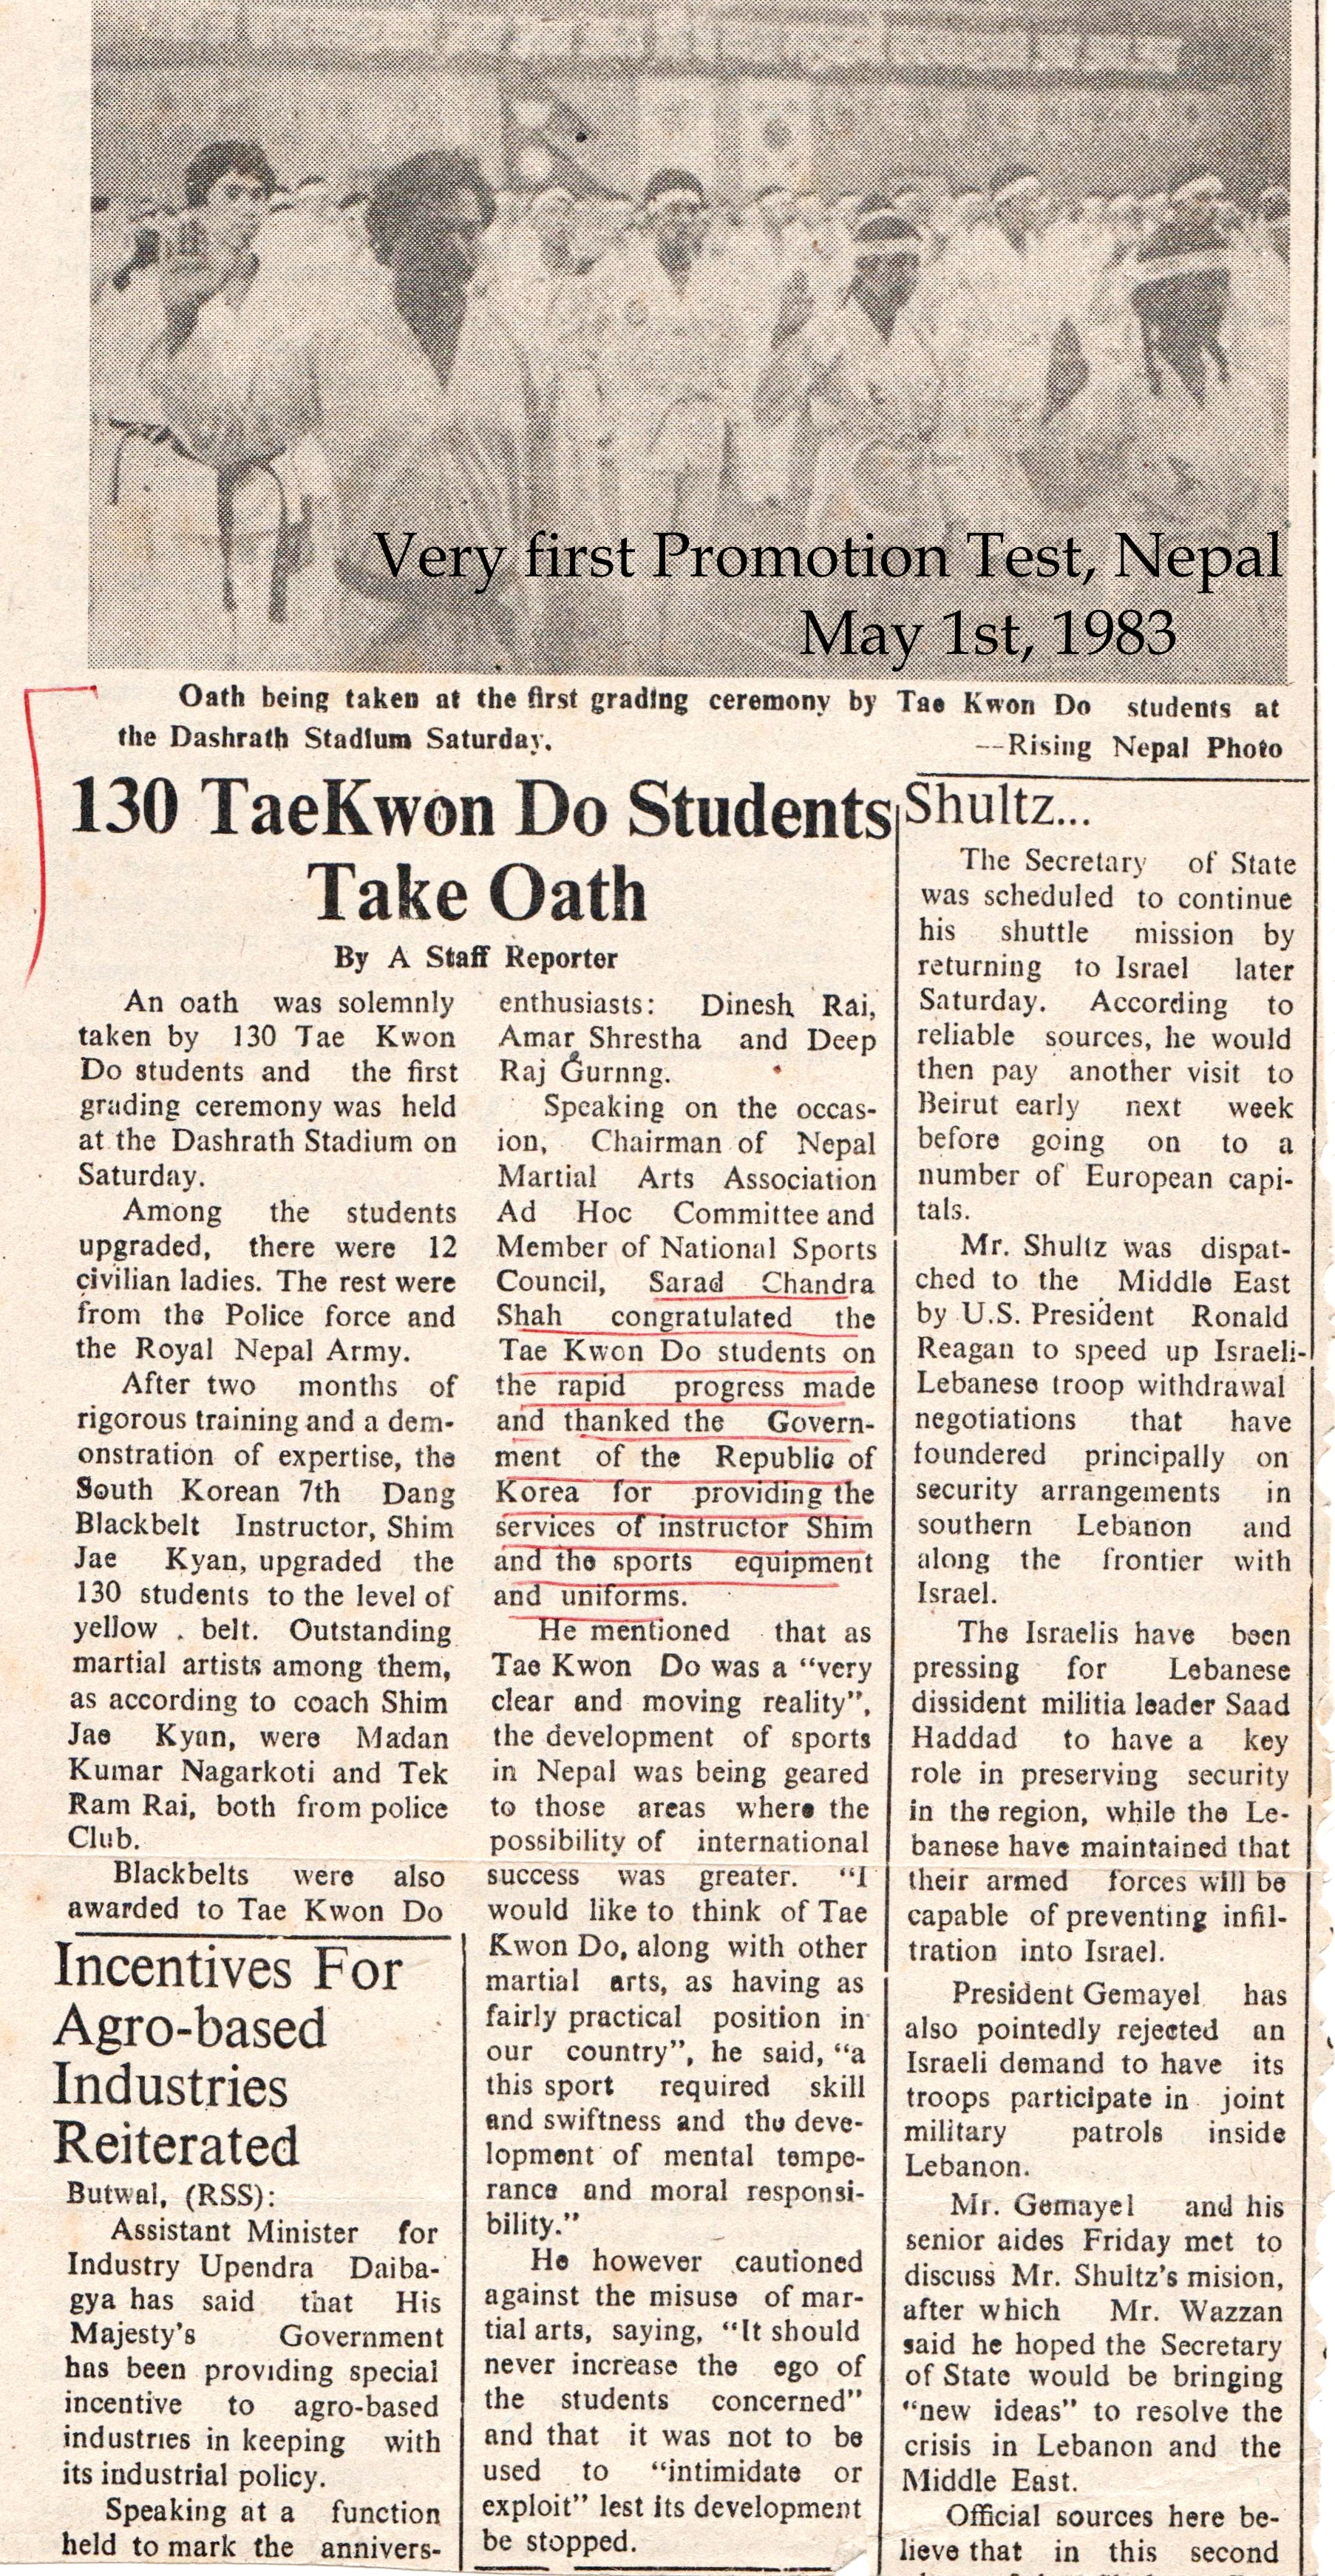 Very first Promotion Test, Nepal
May 1st, 1983
Oath being taken at the first grading ceremony by Tae Kwon Do students at
the Dashrath Stadium Saturday.
--Rising Nepal Photo
130 TaeKwon Do Students
Take Oath
By A Staff Reporter
An oath was solemnly
taken by 130 Tae Kwon
Do students and the first
grading ceremony was held
at the Dashrath Stadium on
Saturday.
Among the students
upgraded, there were 12
civilian ladies. The rest were
from the Police force and
the Royal Nepal Army.
After two months of
rigorous training and a dem-
onstration of expertise, the
South Korean 7th Dang
Blackbelt Instructor, Shim
Jae Kyan, upgraded the
130 students to the level of
yellow . belt. Outstanding
martial artists among them,
as according to coach Shim
Jae Kyan, were Madan
Kumar Nagarkoti and Tek
Ram Rai, both from police
Club.
Blackbelts were also
awarded to Tae Kwon Do
enthusiasts: Dinesh Rai,
Amar Shrestha and Deep
Raj Gurnng.
Speaking on the occas-
ion, Chairman of Nepal
Martial Arts Association
Ad Hoc Committee and
Member of National Sports
Council, Sarad Chandra
Shah congratulated the
Tae Kwon Do students on
the rapid progress made
and thanked the Govern-
ment of the Republic of
Korea for providing the
services of instructor Shim
and the sports equipment
and uniforms.
He mentioned that as
Tae Kwon Do was a “very
clear and moving reality”,
the development of sports
in Nepal was being geared
to those areas where the
possibility of international
success was greater. “I
would like to think of Tae
Kwon Do, along with other
martial arts, as having as
fairly practical position in
our country”, he said, “a
this sport required skill
and swiftness and the deve-
lopment of mental tempe-
rance and moral responsi-
bility.”
He however cautioned
against the misuse of mar-
tial arts, saying, “It should
never increase the ego of
the students concerned”
and that it was not to be
used to “intimidate or
exploit” lest its development
be stopped.
Incentives For
Agro-based
Industries
Reiterated
Butwal, (RSS):
Assistant Minister for
Industry Upendra Daiba-
gya has said that His
Majesty's Government
has been providing special
incentive to agro-based
industries in keeping with
its industrial policy.
Speaking at a function
held to mark the annivers-
Shultz...
The Secretary of State
was scheduled to continue
his shuttle mission by
returning to Israel later
Saturday. According to
reliable sources, he would
then pay another visit to
Beirut early next week
before going on to a
number of European capi-
tals.
Mr. Shultz was dispat-
ched to the Middle East
by U.S. President Ronald
Reagan to speed up Israeli-
Lebanese troop withdrawal
negotiations that have
foundered principally on
security arrangements in
southern Lebanon and
along the frontier with
Israel.
The Israelis have been
pressing for Lebanese
dissident militia leader Saad
Haddad to have a key
role in preserving security
in the region, while the Le-
banese have maintained that
their armed forces will be
capable of preventing infil-
tration into Israel.
President Gemayel has
also pointedly rejected an
Israeli demand to have its
troops participate in joint
military patrols inside
Lebanon.
Mr. Gemayel and his
senior aides Friday met to
discuss Mr. Shultz's mision,
after which Mr. Wazzan
said he hoped the Secretary
of State would be bringing
“new ideas” to resolve the
crisis in Lebanon and the
Middle East.
Official sources here be-
lieve that in this second